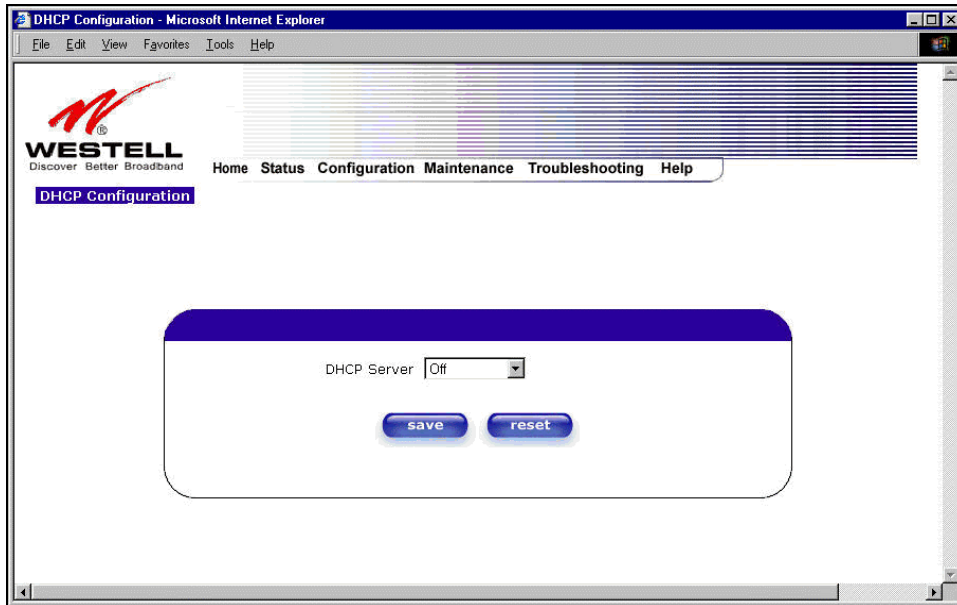 DHCP Configuration - Microsoft Internet Explorer
File Edit View Favorites Tools Help
®
WESTELL
Discover Better Broadband
Home Status Configuration Maintenance Troubleshooting Help
DHCP Configuration
DHCP Server Off
save reset